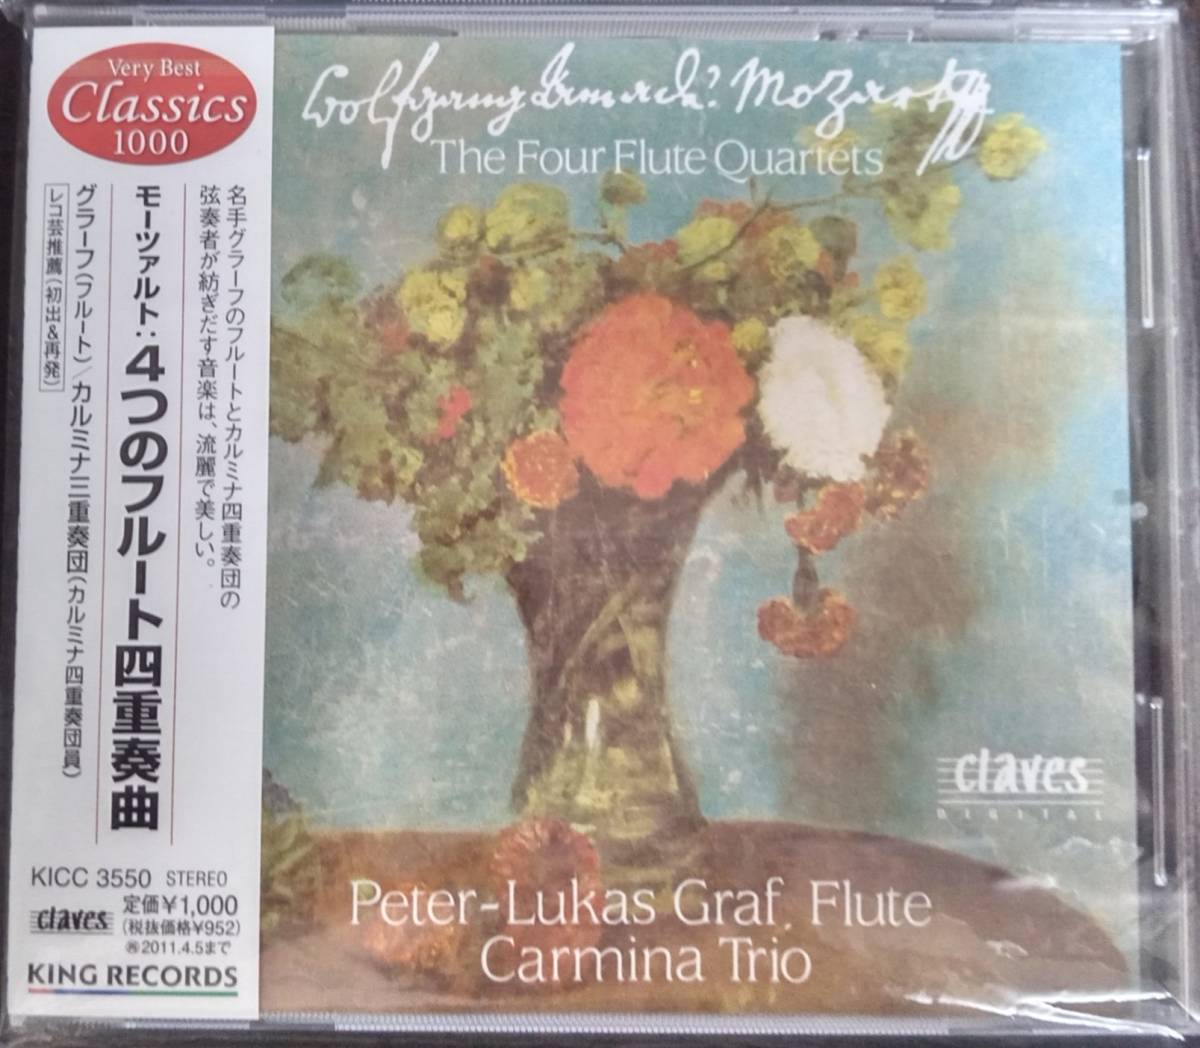 Very Best
Classics
1000
名手グラーフのフルートとカルミナ四重奏団の
弦奏者が紡ぎだす音楽は、流麗で美しい。
モーツァルト:4つのフルート四重奏曲
グラーフ(フルート)/カルミナ三重奏団(カルミナ四重奏団員)
レコ芸推薦(初出&再発)
KICC 3550 STEREO
claves
定価¥1,000
(税抜価格¥952)
2011.4.5まで
KING RECORDS
Wolfgang Amadè Mozart
The Four Flute Quartets
claves
DIGITAL
Peter-Lukas Graf, Flute
Carmina Trio